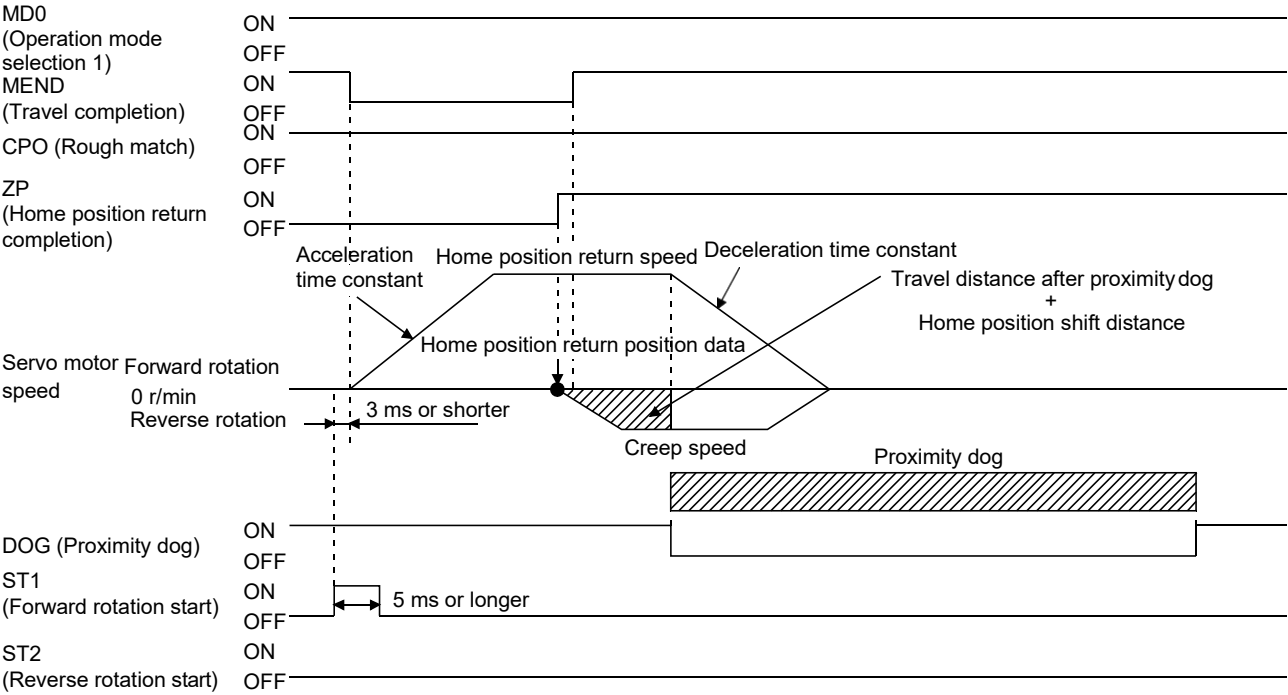 MD0
(Operation mode
selection 1)
ON
OFF
MEND
(Travel completion)
ON
OFF
CPO (Rough match)
ON
OFF
ZP
(Home position return
completion)
ON
OFF
Acceleration
time constant
Home position return speed
Deceleration time constant
Travel distance after proximity dog
+
Home position shift distance
Home position return position data
Servo motor
speed
Forward rotation
0 r/min
Reverse rotation
3 ms or shorter
Creep speed
Proximity dog
DOG (Proximity dog)
ON
OFF
ST1
(Forward rotation start)
ON
OFF
5 ms or longer
ST2
(Reverse rotation start)
ON
OFF